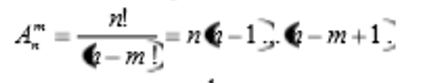 A_n^m = n! / (n − m)! = n(n − 1)...(n − m + 1)